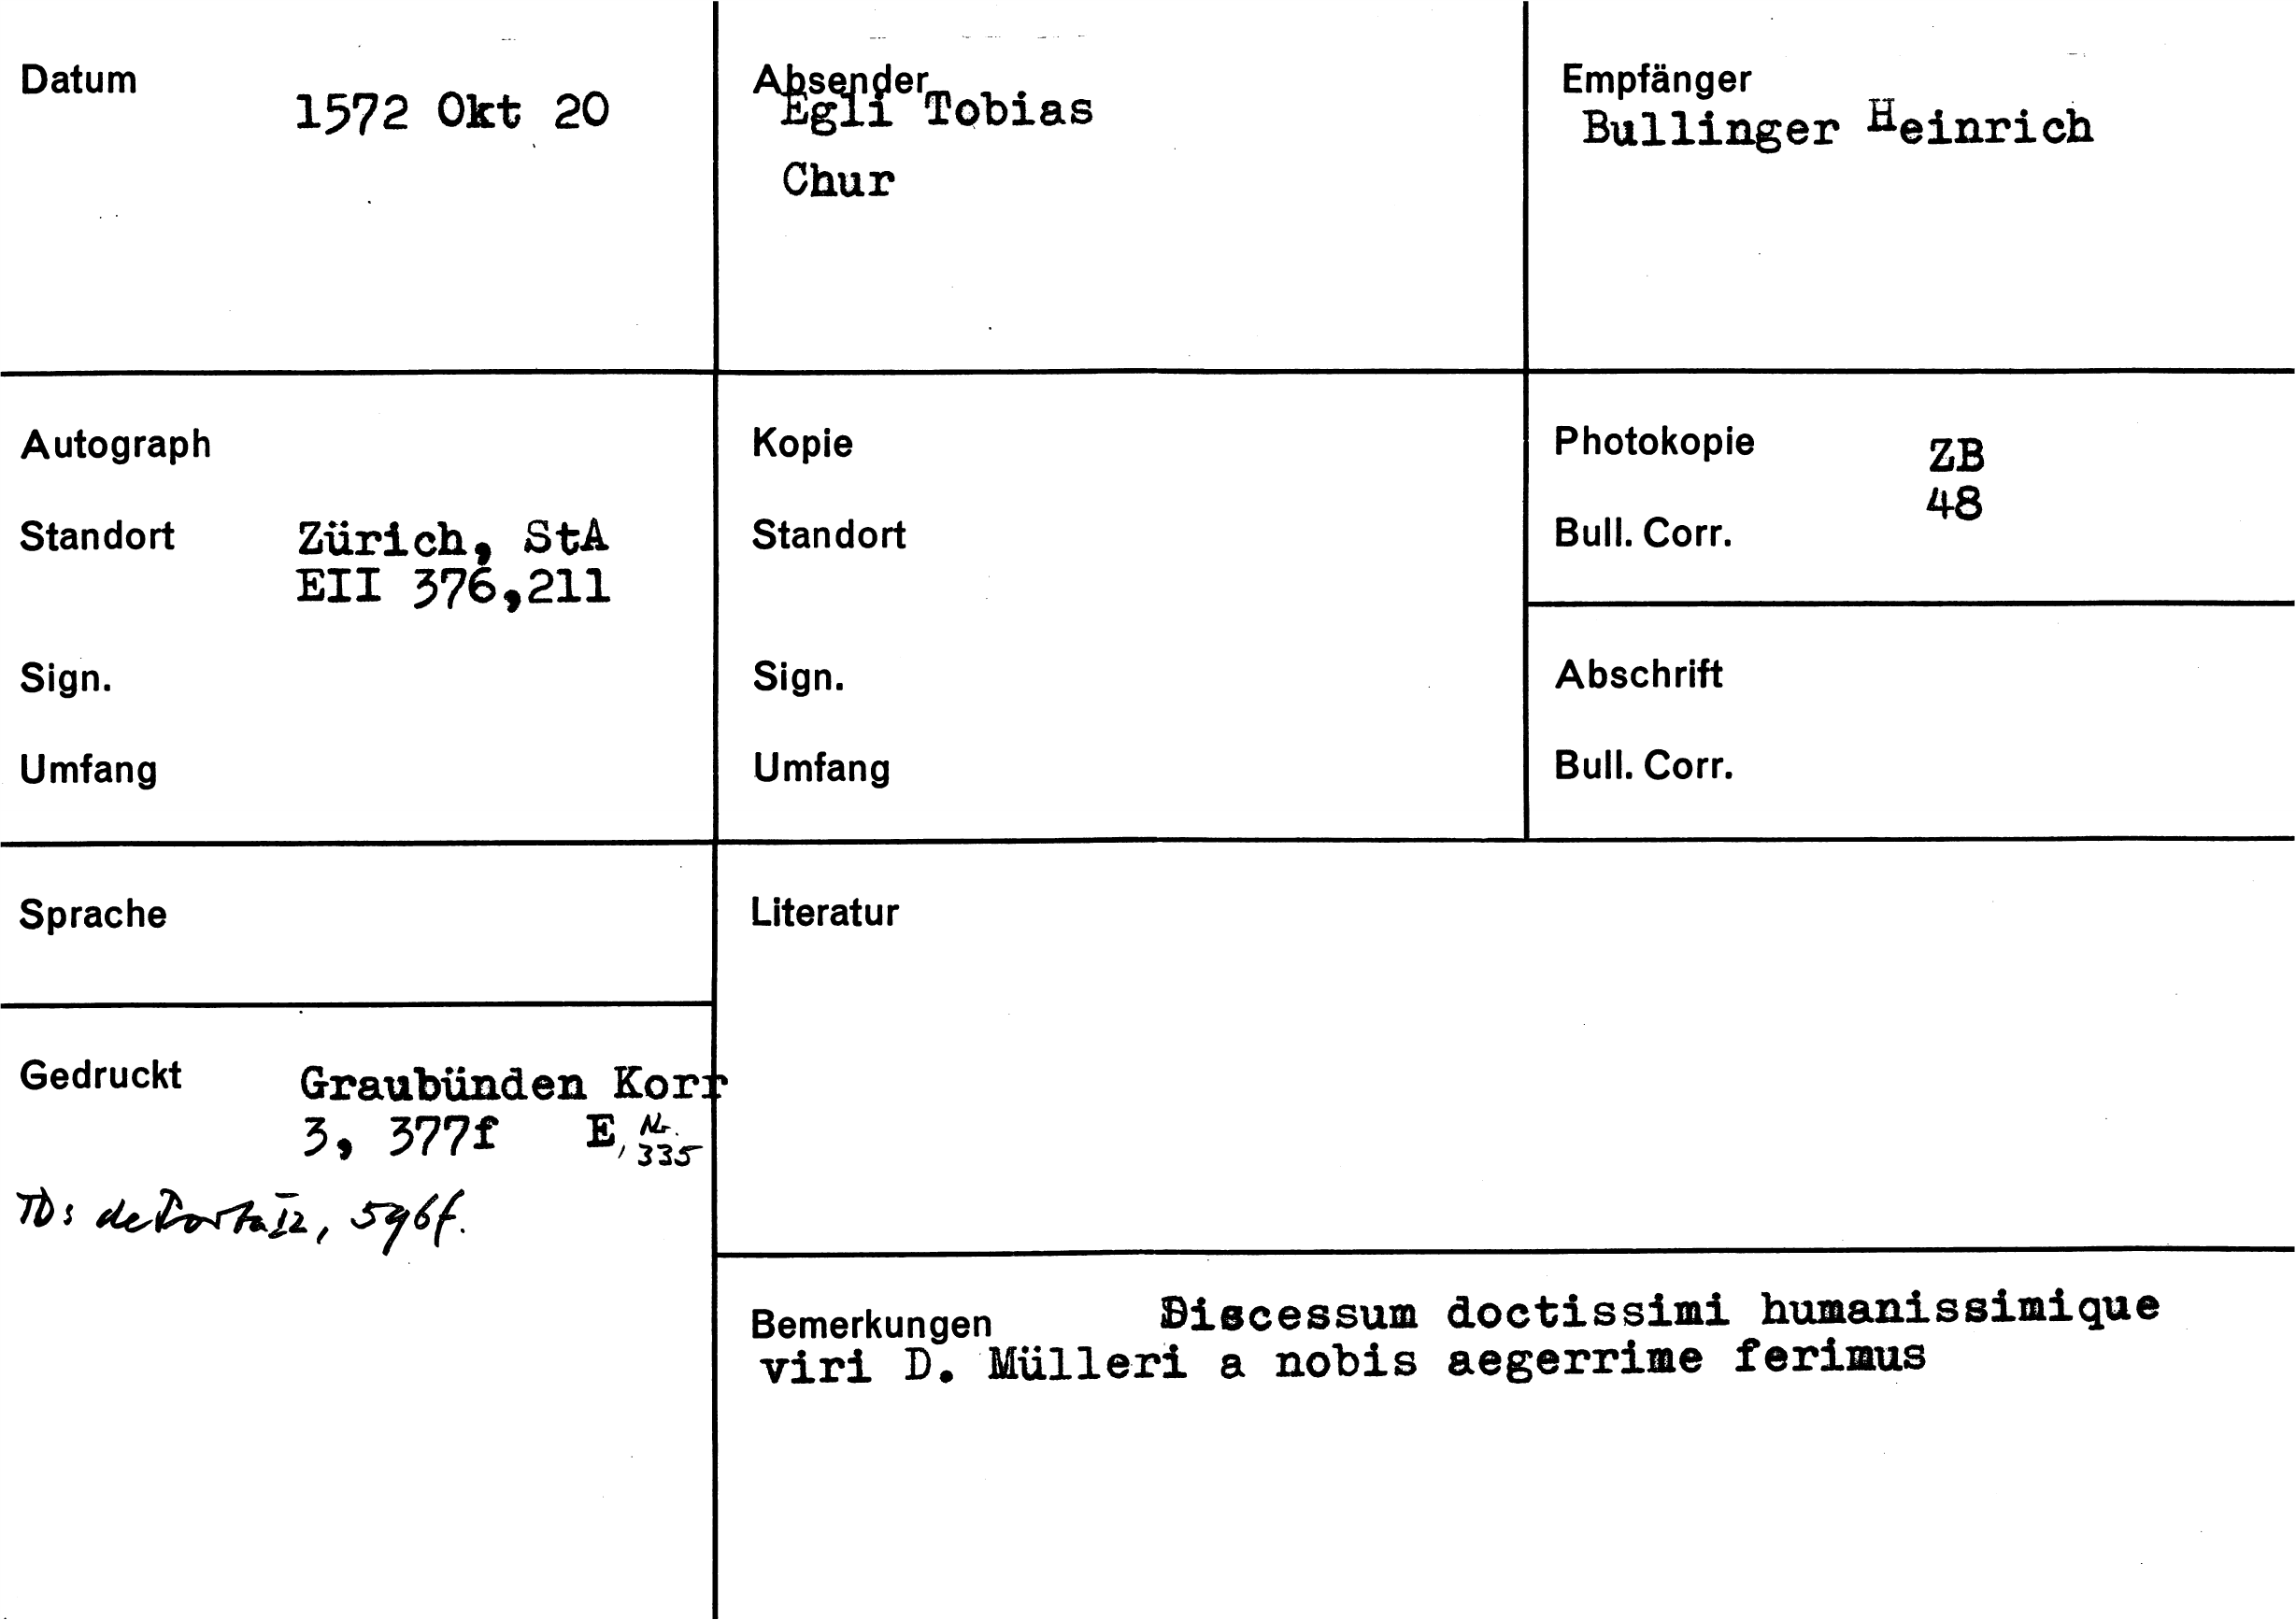 Datum
1572 Okt 20
Absender
Egli Tobias
Chur
Empfänger
Bullinger Heinrich
Autograph
Standort Zürich, StA
EII 376,211
Sign.
Umfang
Kopie
Standort
Sign.
Umfang
Photokopie ZB
48
Bull. Corr.
Abschrift
Bull. Corr.
Sprache
Literatur
Gedruckt Graubünden Korr
3, 377f E, Nr.
335
TD: de Porta I2, 596f.
Bemerkungen Discessum doctissimi humanissimique
viri D. Mülleri a nobis aegerrime ferimus